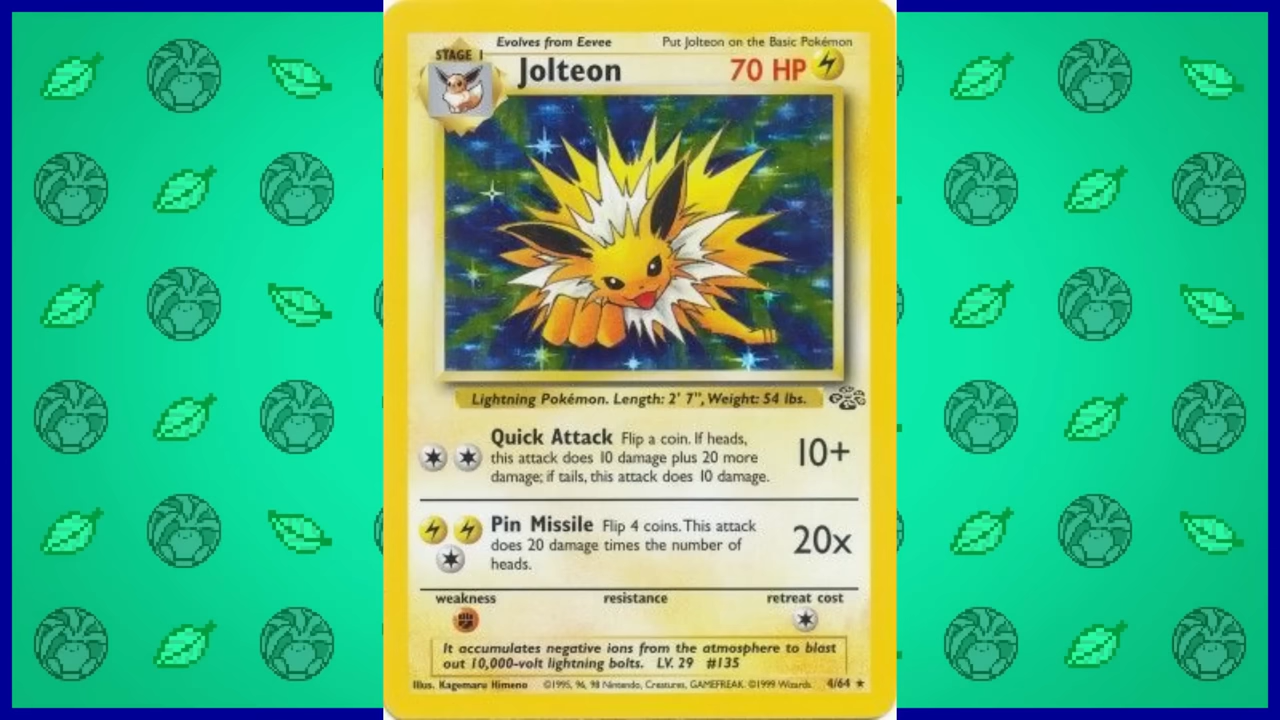 Evolves from Eevee Put Jolteon on the Basic Pokémon
STAGE 1
Jolteon 70 HP
Lightning Pokémon. Length: 2' 7", Weight: 54 lbs.
Quick Attack Flip a coin. If heads,
this attack does 10 damage plus 20 more
damage; if tails, this attack does 10 damage.
10+
Pin Missile Flip 4 coins. This attack
does 20 damage times the number of
heads.
20x
weakness resistance retreat cost
It accumulates negative ions from the atmosphere to blast
out 10,000-volt lightning bolts. LV. 29 #135
Illus. Kagemaru Himeno ©1995, 96, 98 Nintendo, Creatures, GAMEFREAK. ©1999 Wizards. 4/64 ★